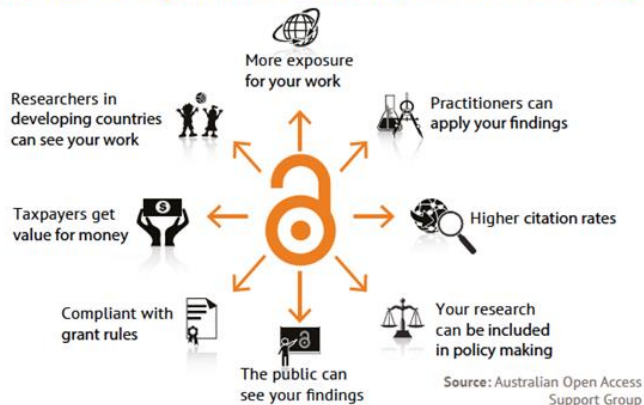 More exposure
for your work
Practitioners can
apply your findings
Higher citation rates
Your research
can be included
in policy making
The public can
see your findings
Compliant with
grant rules
Taxpayers get
value for money
Researchers in
developing countries
can see your work
$
Source: Australian Open Access
Support Group